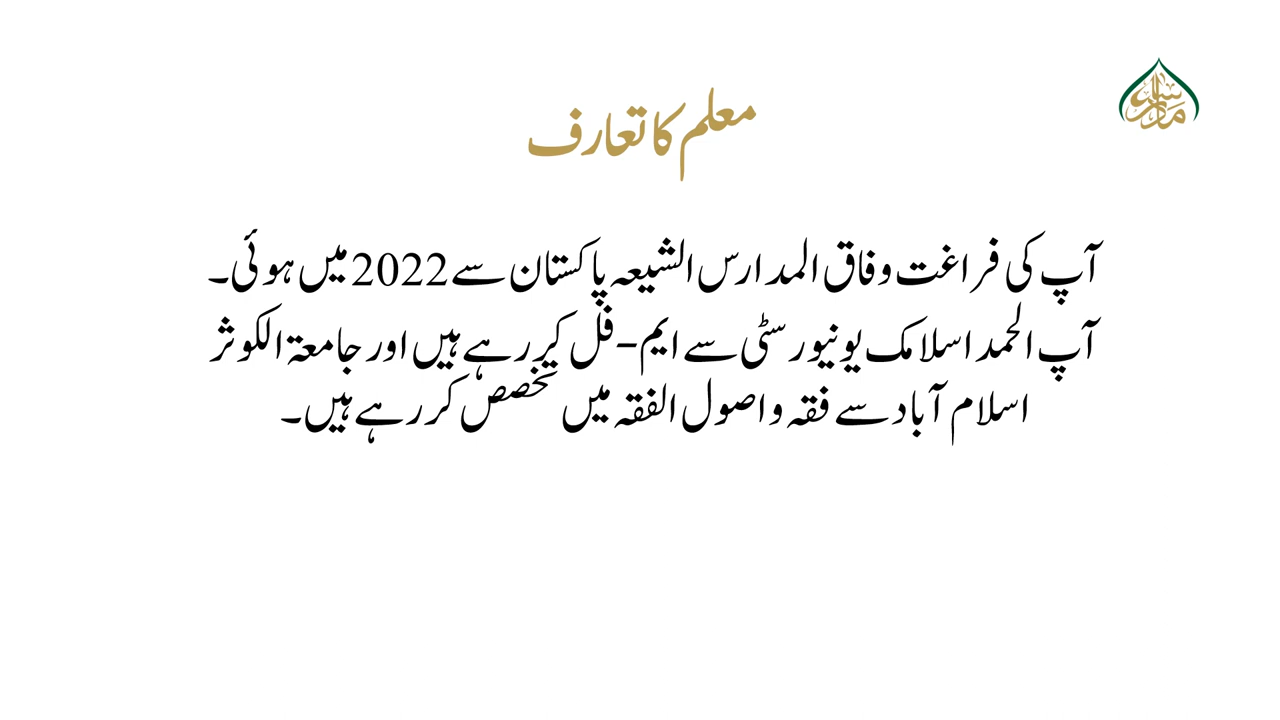 معلم کا تعارف
آپ کی فراغت وفاق المدارس الشیعہ پاکستان سے 2022 میں ہوئی۔
آپ الحمد اسلامک یونیورسٹی سے ایم-فل کر رہے ہیں اور جامعۃ الکوثر
اسلام آباد سے فقہ و اصول الفقہ میں تخصص کر رہے ہیں۔